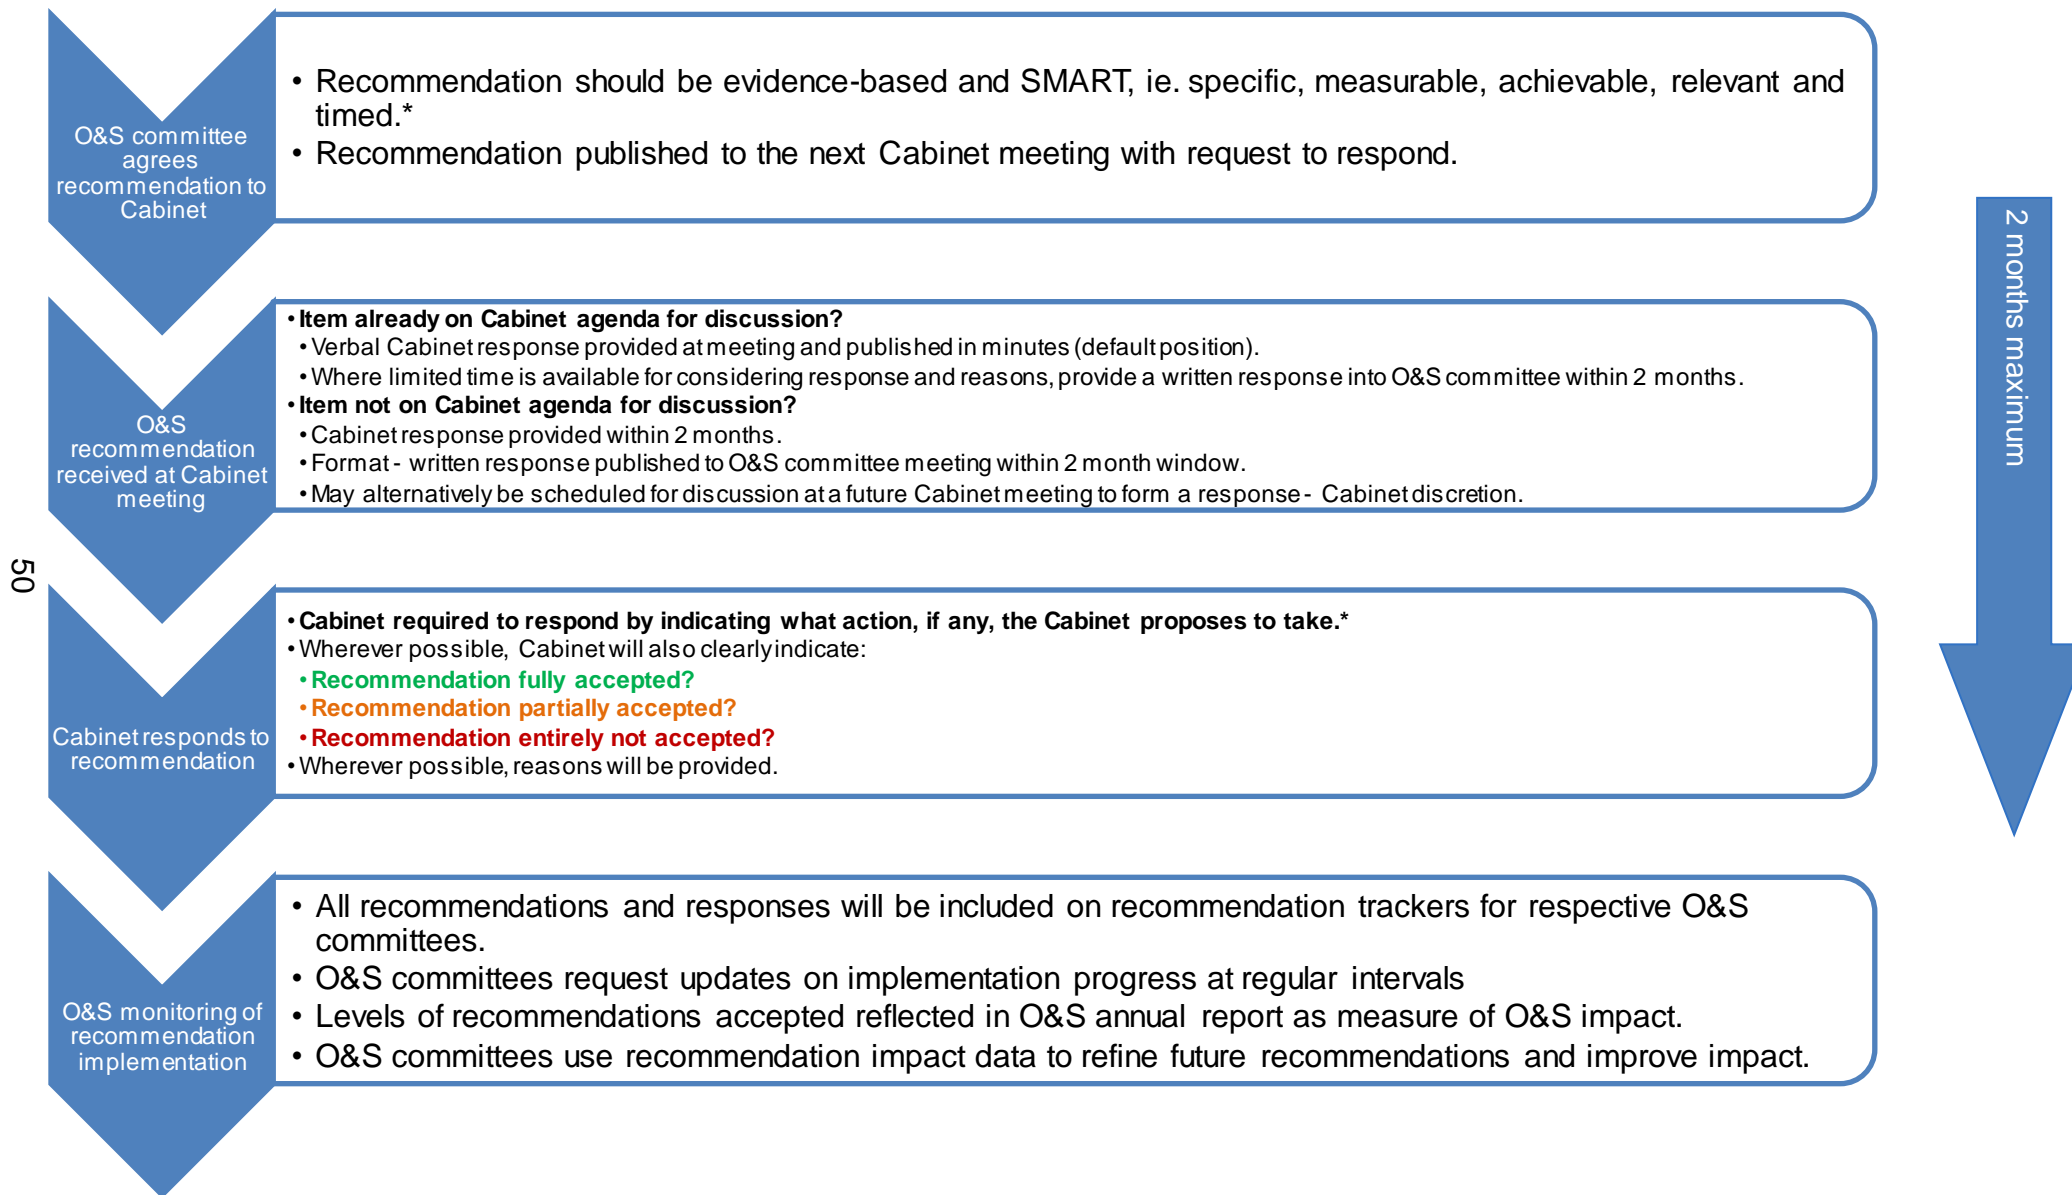 O&S committee
agrees
recommendation to
Cabinet
• Recommendation should be evidence-based and SMART, ie. specific, measurable, achievable, relevant and
timed.*
• Recommendation published to the next Cabinet meeting with request to respond.
O&S
recommendation
received at Cabinet
meeting
• Item already on Cabinet agenda for discussion?
• Verbal Cabinet response provided at meeting and published in minutes (default position).
• Where limited time is available for considering response and reasons, provide a written response into O&S committee within 2 months.
• Item not on Cabinet agenda for discussion?
• Cabinet response provided within 2 months.
• Format - written response published to O&S committee meeting within 2 month window.
• May alternatively be scheduled for discussion at a future Cabinet meeting to form a response - Cabinet discretion.
Cabinet responds to
recommendation
• Cabinet required to respond by indicating what action, if any, the Cabinet proposes to take.*
• Wherever possible, Cabinet will also clearly indicate:
• Recommendation fully accepted?
• Recommendation partially accepted?
• Recommendation entirely not accepted?
• Wherever possible, reasons will be provided.
O&S monitoring of
recommendation
implementation
• All recommendations and responses will be included on recommendation trackers for respective O&S
committees.
• O&S committees request updates on implementation progress at regular intervals
• Levels of recommendations accepted reflected in O&S annual report as measure of O&S impact.
• O&S committees use recommendation impact data to refine future recommendations and improve impact.
2 months maximum
50